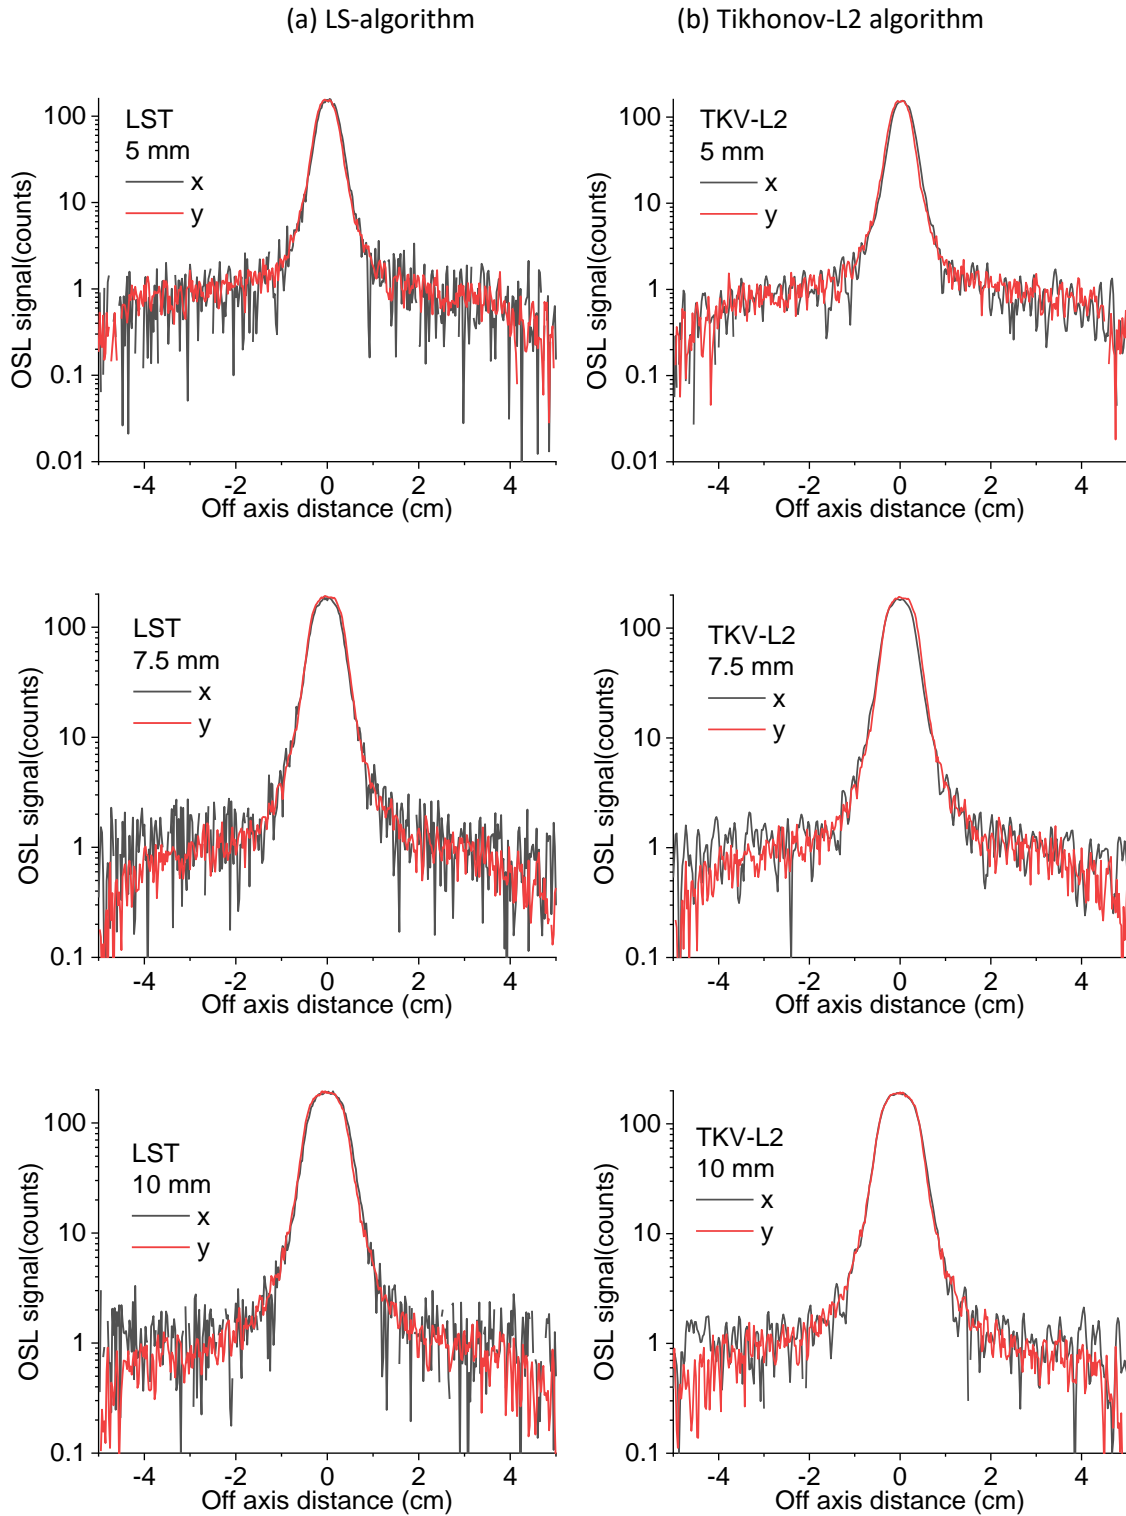 (a) LS-algorithm
(b) Tikhonov-L2 algorithm
LST
5 mm
x
y
100
10
1
0.1
0.01
OSL signal(counts)
-4 -2 0 2 4
Off axis distance (cm)
TKV-L2
5 mm
x
y
100
10
1
0.1
0.01
OSL signal(counts)
-4 -2 0 2 4
Off axis distance (cm)
LST
7.5 mm
x
y
100
10
1
0.1
OSL signal(counts)
-4 -2 0 2 4
Off axis distance (cm)
TKV-L2
7.5 mm
x
y
100
10
1
0.1
OSL signal(counts)
-4 -2 0 2 4
Off axis distance (cm)
LST
10 mm
x
y
100
10
1
0.1
OSL signal(counts)
-4 -2 0 2 4
Off axis distance (cm)
TKV-L2
10 mm
x
y
100
10
1
0.1
OSL signal(counts)
-4 -2 0 2 4
Off axis distance (cm)